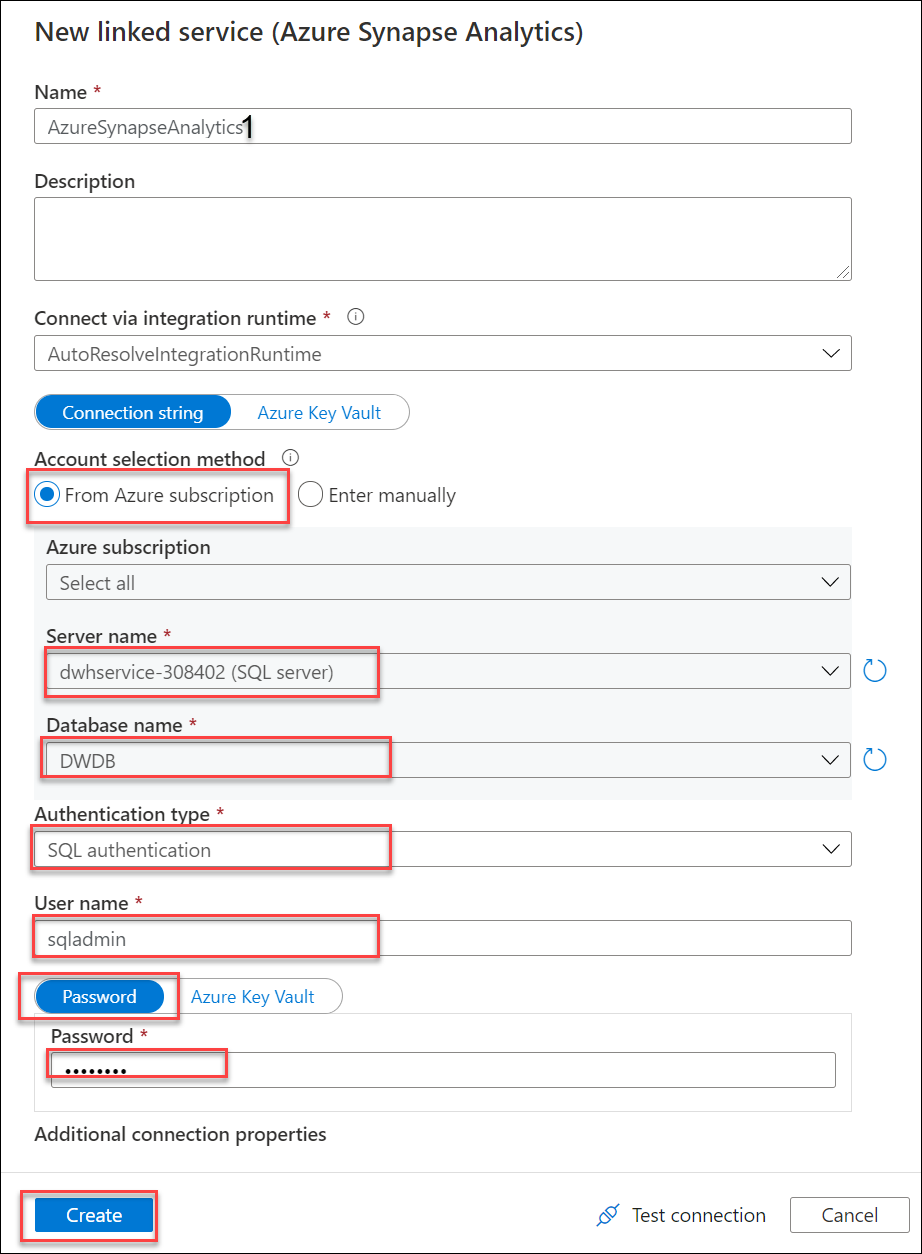 New linked service (Azure Synapse Analytics)
Name *
AzureSynapseAnalytics1
Description
Connect via integration runtime *
AutoResolveIntegrationRuntime
Connection string Azure Key Vault
Account selection method
From Azure subscription Enter manually
Azure subscription
Select all
Server name *
dwhservice-308402 (SQL server)
Database name *
DWDB
Authentication type *
SQL authentication
User name *
sqladmin
Password Azure Key Vault
Password *
••••••••
Additional connection properties
Create Test connection Cancel